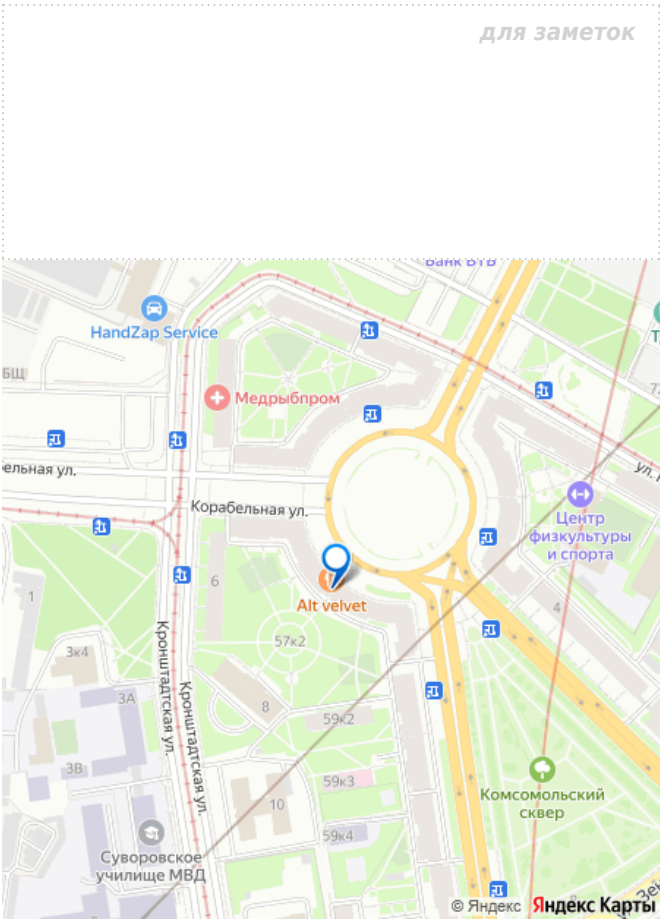 для заметок
Банк ВТБ
HandZap Service
БЩ
Медрыбпром
Корабельная ул.
Центр
физкультуры
и спорта
Alt velvet
1
6
4
57к2
3к4
3А
8
59к2
Кронштадтская ул.
Кронштадтская ул.
3В
59к3
10
Комсомольский
сквер
59к4
Суворовское
училище МВД
© Яндекс Яндекс Карты